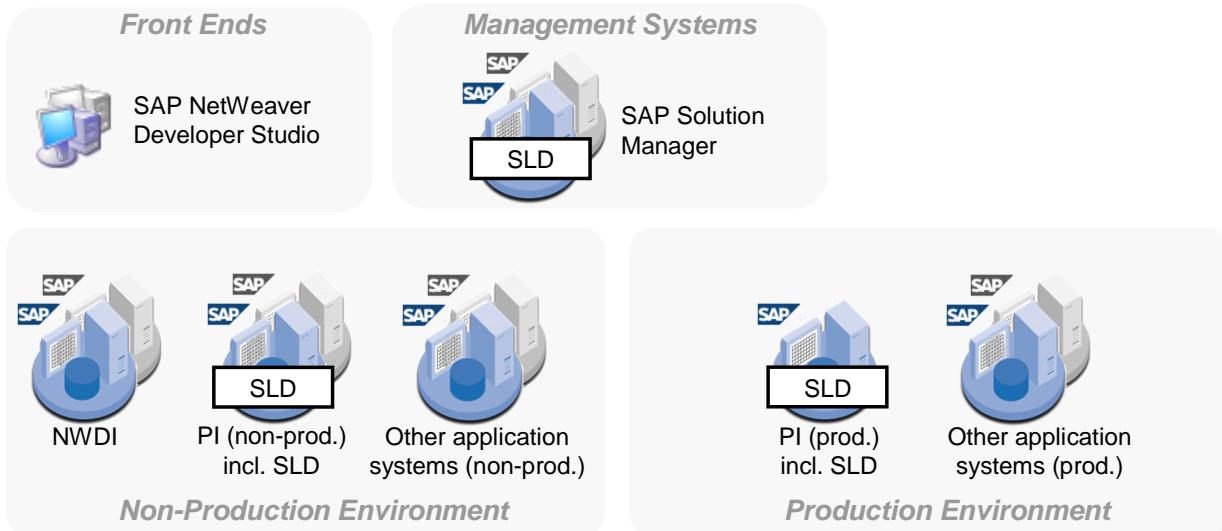 Front Ends
Management Systems
SAP NetWeaver
Developer Studio
SAP
SAP
SLD
SAP Solution
Manager
SAP
SAP
NWDI
SAP
SAP
SLD
PI (non-prod.)
incl. SLD
SAP
SAP
Other application
systems (non-prod.)
Non-Production Environment
SAP
SLD
PI (prod.)
incl. SLD
SAP
SAP
Other application
systems (prod.)
Production Environment